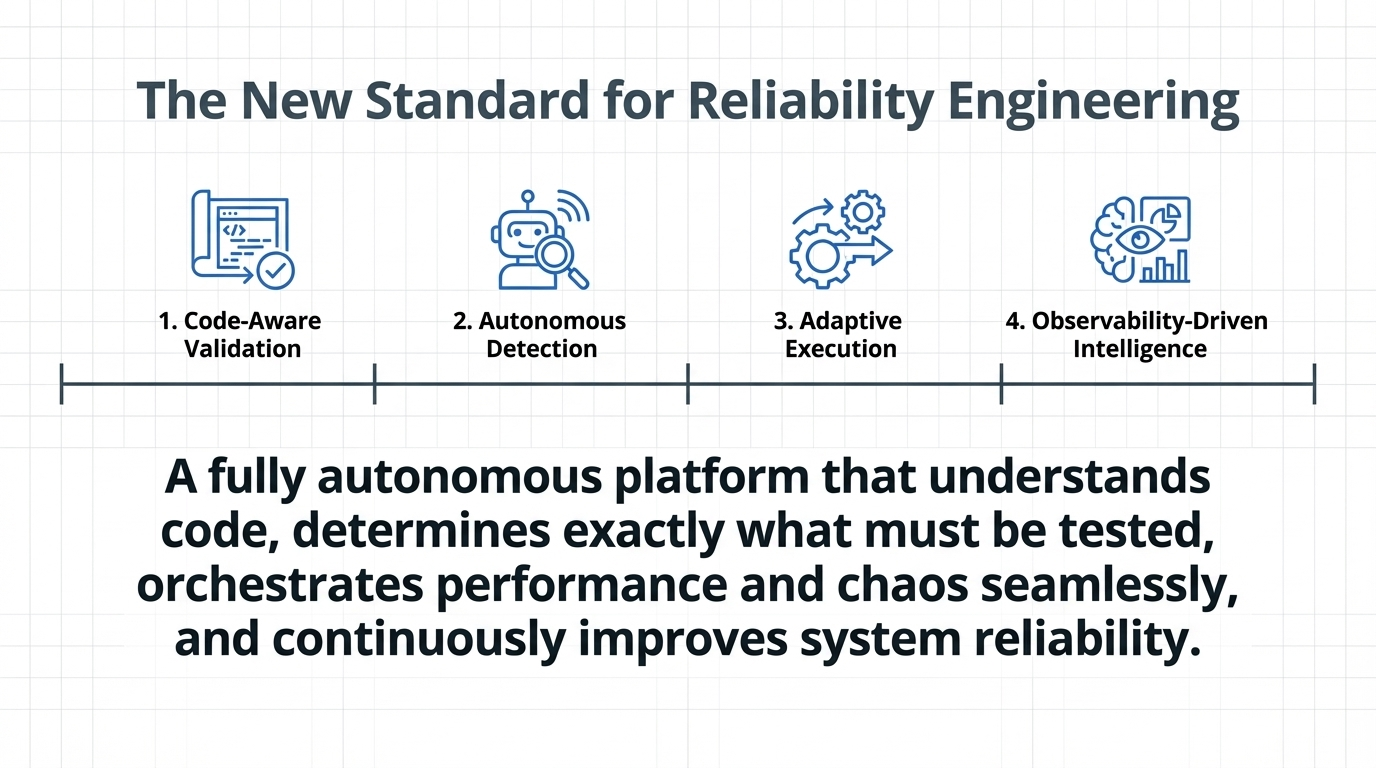 The New Standard for Reliability Engineering
1. Code-Aware
Validation
2. Autonomous
Detection
3. Adaptive
Execution
4. Observability-Driven
Intelligence
A fully autonomous platform that understands
code, determines exactly what must be tested,
orchestrates performance and chaos seamlessly,
and continuously improves system reliability.